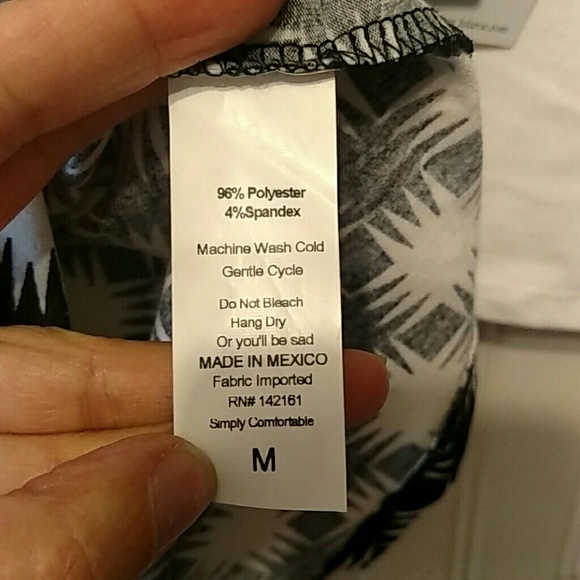 96% Polyester
4%Spandex
Machine Wash Cold
Gentle Cycle
Do Not Bleach
Hang Dry
Or you'll be sad
MADE IN MEXICO
Fabric Imported
RN# 142161
Simply Comfortable
M